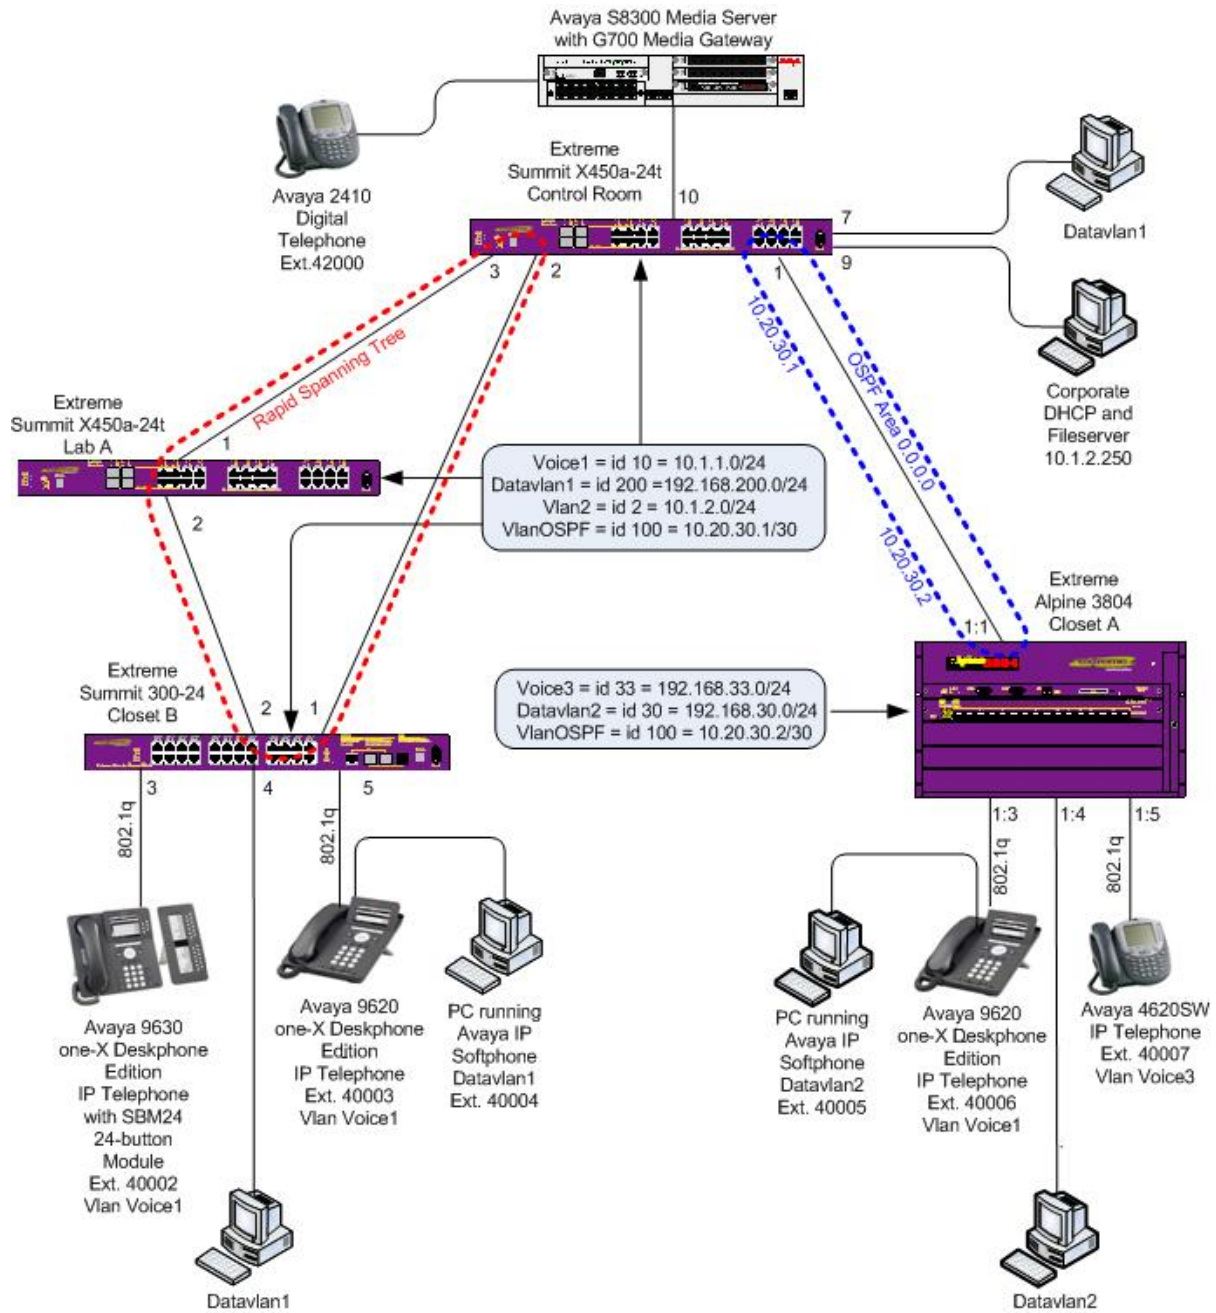 Avaya S8300 Media Server
with G700 Media Gateway
Avaya 2410
Digital
Telephone
Ext.42000
Extreme
Summit X450a-24t
Control Room
10
7
9
3
2
1
Datavlan1
Corporate
DHCP and
Fileserver
10.1.2.250
Rapid Spanning Tree
10.20.30.1
OSPF Area 0.0.0.0
10.20.30.2
Extreme
Summit X450a-24t
Lab A
1
2
Voice1 = id 10 = 10.1.1.0/24
Datavlan1 = id 200 =192.168.200.0/24
Vlan2 = id 2 = 10.1.2.0/24
VlanOSPF = id 100 = 10.20.30.1/30
Extreme
Alpine 3804
Closet A
1:1
Extreme
Summit 300-24
Closet B
2
1
Voice3 = id 33 = 192.168.33.0/24
Datavlan2 = id 30 = 192.168.30.0/24
VlanOSPF = id 100 = 10.20.30.2/30
3
4
5
802.1q
802.1q
1:3
1:4
1:5
802.1q
802.1q
Avaya 9630
one-X Deskphone
Edition
IP Telephone
with SBM24
24-button
Module
Ext. 40002
Vlan Voice1
Avaya 9620
one-X Deskphone
Edition
IP Telephone
Ext. 40003
Vlan Voice1
PC running
Avaya IP
Softphone
Datavlan1
Ext. 40004
PC running
Avaya IP
Softphone
Datavlan2
Ext. 40005
Avaya 9620
one-X Deskphone
Edition
IP Telephone
Ext. 40006
Vlan Voice1
Avaya 4620SW
IP Telephone
Ext. 40007
Vlan Voice3
Datavlan1
Datavlan2